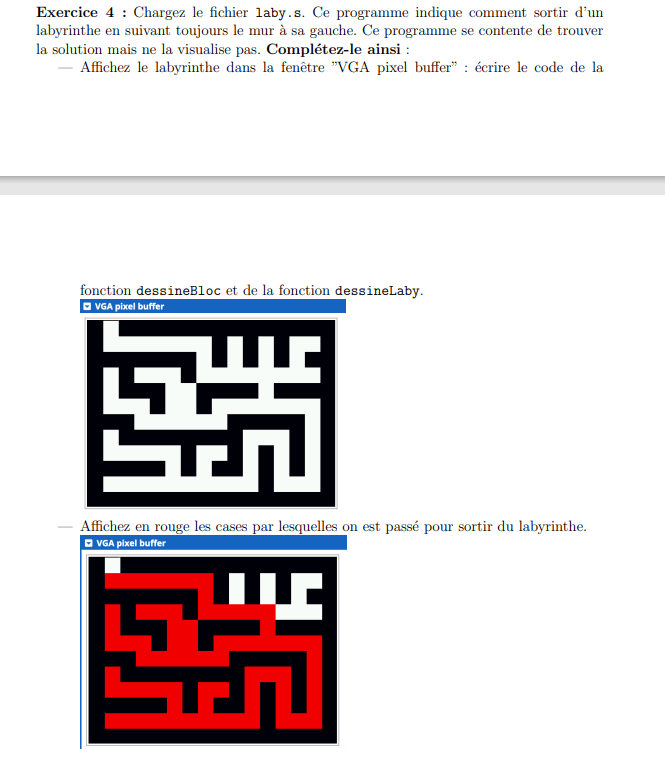 Exercice 4 : Chargez le fichier laby.s. Ce programme indique comment sortir d'un
labyrinthe en suivant toujours le mur à sa gauche. Ce programme se contente de trouver
la solution mais ne la visualise pas. Complétez-le ainsi :
— Affichez le labyrinthe dans la fenêtre "VGA pixel buffer" : écrire le code de la
fonction dessineBloc et de la fonction dessineLaby.
VGA pixel buffer
— Affichez en rouge les cases par lesquelles on est passé pour sortir du labyrinthe.
VGA pixel buffer